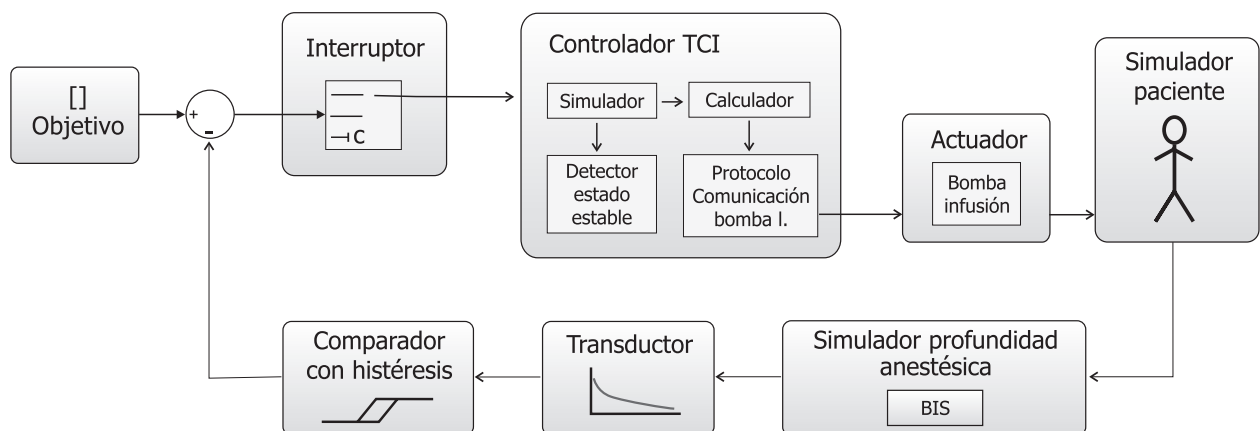 []
Objetivo
+
-
Interruptor
C
Controlador TCI
Simulador
Calculador
Detector
estado
estable
Protocolo
Comunicación
bomba I.
Actuador
Bomba
infusión
Simulador
paciente
Comparador
con histéresis
Transductor
Simulador profundidad
anestésica
BIS